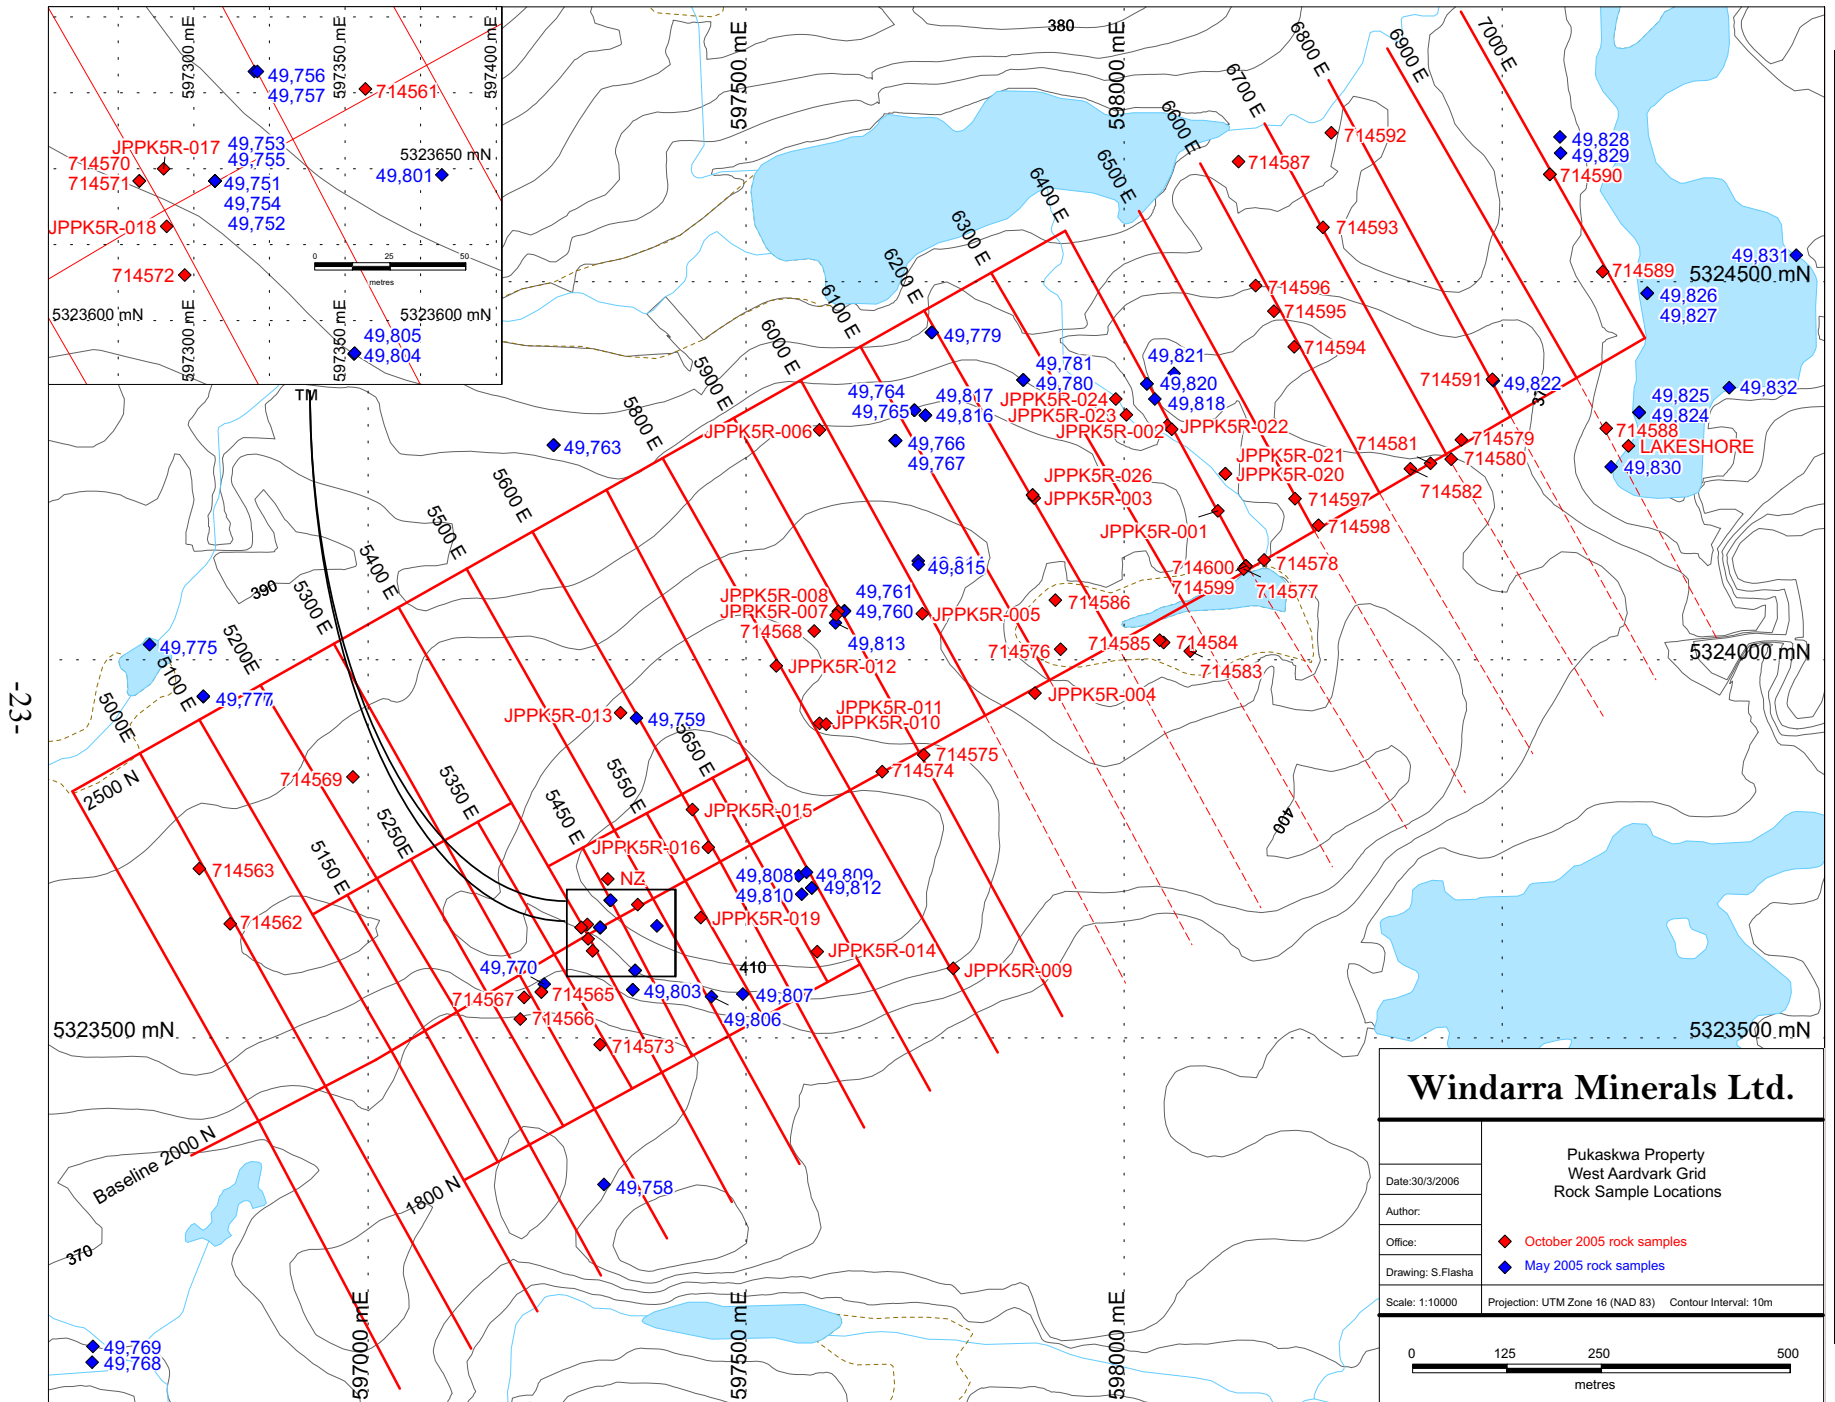 597300 mE
597350 mE
597400 mE
49,756
49,757
714561
JPPK5R-017
714570
714571
49,753
49,755
49,751
49,754
49,752
5323650 mN
49,801
JPPK5R-018
714572
0 25 50
metres
5323600 mN
597300 mE
597350 mE
5323600 mN
49,805
49,804
TM
380
597500 mE
598000 mE
7000 E
6900 E
6800 E
6700 E
6600 E
6500 E
6400 E
6300 E
6200 E
6100 E
6000 E
5900 E
5800 E
5600 E
5500 E
5400 E
5300 E
5200E
5100 E
5000E
2500 N
714592
714587
49,828
49,829
714590
714593
49,831
714589
5324500 mN
714596
49,826
49,827
714595
714594
49,779
49,781
49,780
49,821
49,820
49,818
714591
49,822
37
49,832
49,825
49,824
714588
LAKESHORE
49,830
49,764
49,765
49,817
49,816
JPPK5R-024
JPPK5R-023
JPPK5R-002
JPPK5R-022
JPPK5R-006
49,763
49,766
49,767
714581
714579
714580
714582
JPPK5R-021
JPPK5R-020
JPPK5R-026
JPPK5R-003
714597
714598
JPPK5R-001
49,815
714578
714600
714599
714577
390
JPPK5R-008
JPPK5R-007
49,761
49,760
714568
49,813
JPPK5R-005
714586
714585
714584
714583
714576
5324000 mN
49,775
49,777
JPPK5R-012
JPPK5R-004
JPPK5R-013
49,759
JPPK5R-011
JPPK5R-010
714575
714574
-23-
714569
5650 E
5550 E
5450 E
5350 E
5250E
5150 E
JPPK5R-015
400
JPPK5R-016
714563
NZ
49,808
49,809
49,810
49,812
714562
JPPK5R-019
JPPK5R-014
410
JPPK5R-009
49,770
714567
714565
714566
49,803
49,807
49,806
5323500 mN
5323500 mN
714573
Baseline 2000 N
1800 N
49,758
370
49,769
49,768
597000 mE
597500 mE
598000 mE
Windarra Minerals Ltd.
Pukaskwa Property
West Aardvark Grid
Rock Sample Locations
Date:30/3/2006
Author:
Office:
October 2005 rock samples
May 2005 rock samples
Drawing: S.Flasha
Scale: 1:10000
Projection: UTM Zone 16 (NAD 83) Contour Interval: 10m
0 125 250 500
metres